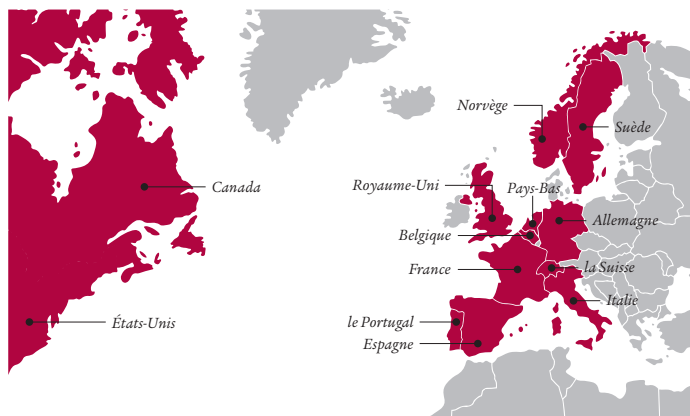 Norvège
Suède
Canada
Royaume-Uni
Pays-Bas
Allemagne
Belgique
France
la Suisse
Italie
États-Unis
le Portugal
Espagne